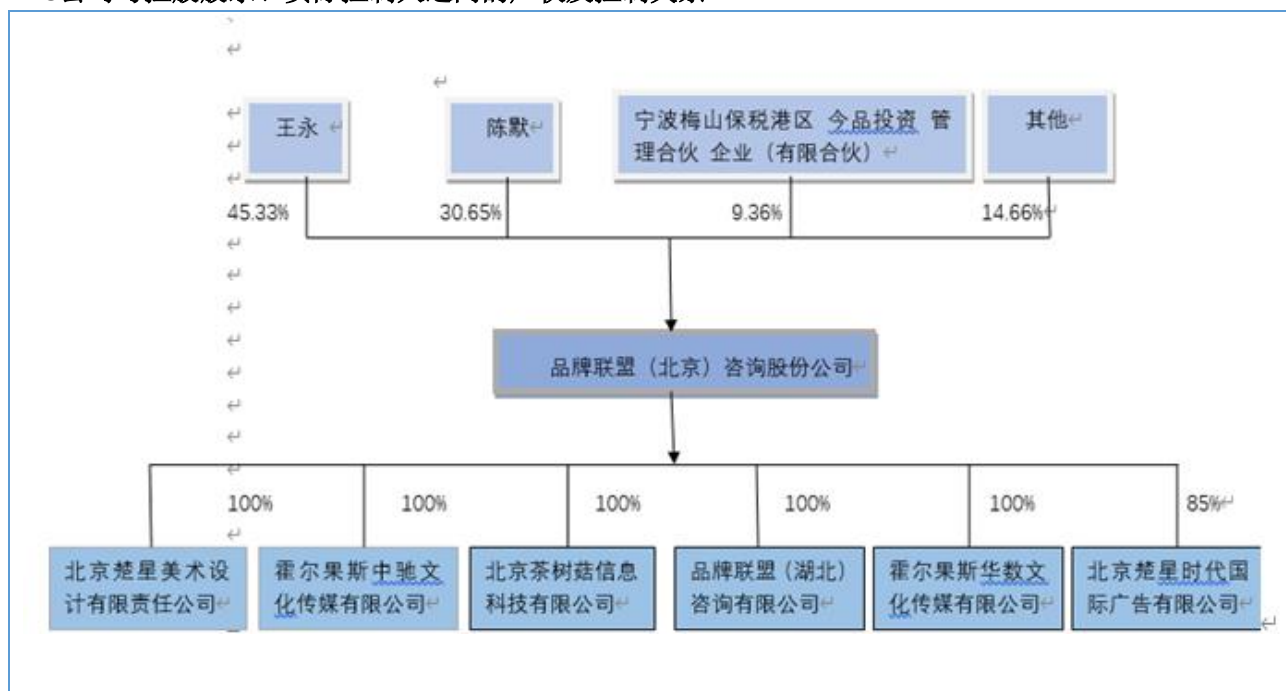 王永
陈默
宁波梅山保税港区 今品投资 管
理合伙 企业（有限合伙）
其他
45.33%
30.65%
9.36%
14.66%
品牌联盟（北京）咨询股份公司
100%
100%
100%
100%
100%
85%
北京楚星美术设
计有限责任公司
霍尔果斯中驰文
化传媒有限公司
北京茶树菇信息
科技有限公司
品牌联盟（湖北）
咨询有限公司
霍尔果斯华数文
化传媒有限公司
北京楚星时代国
际广告有限公司